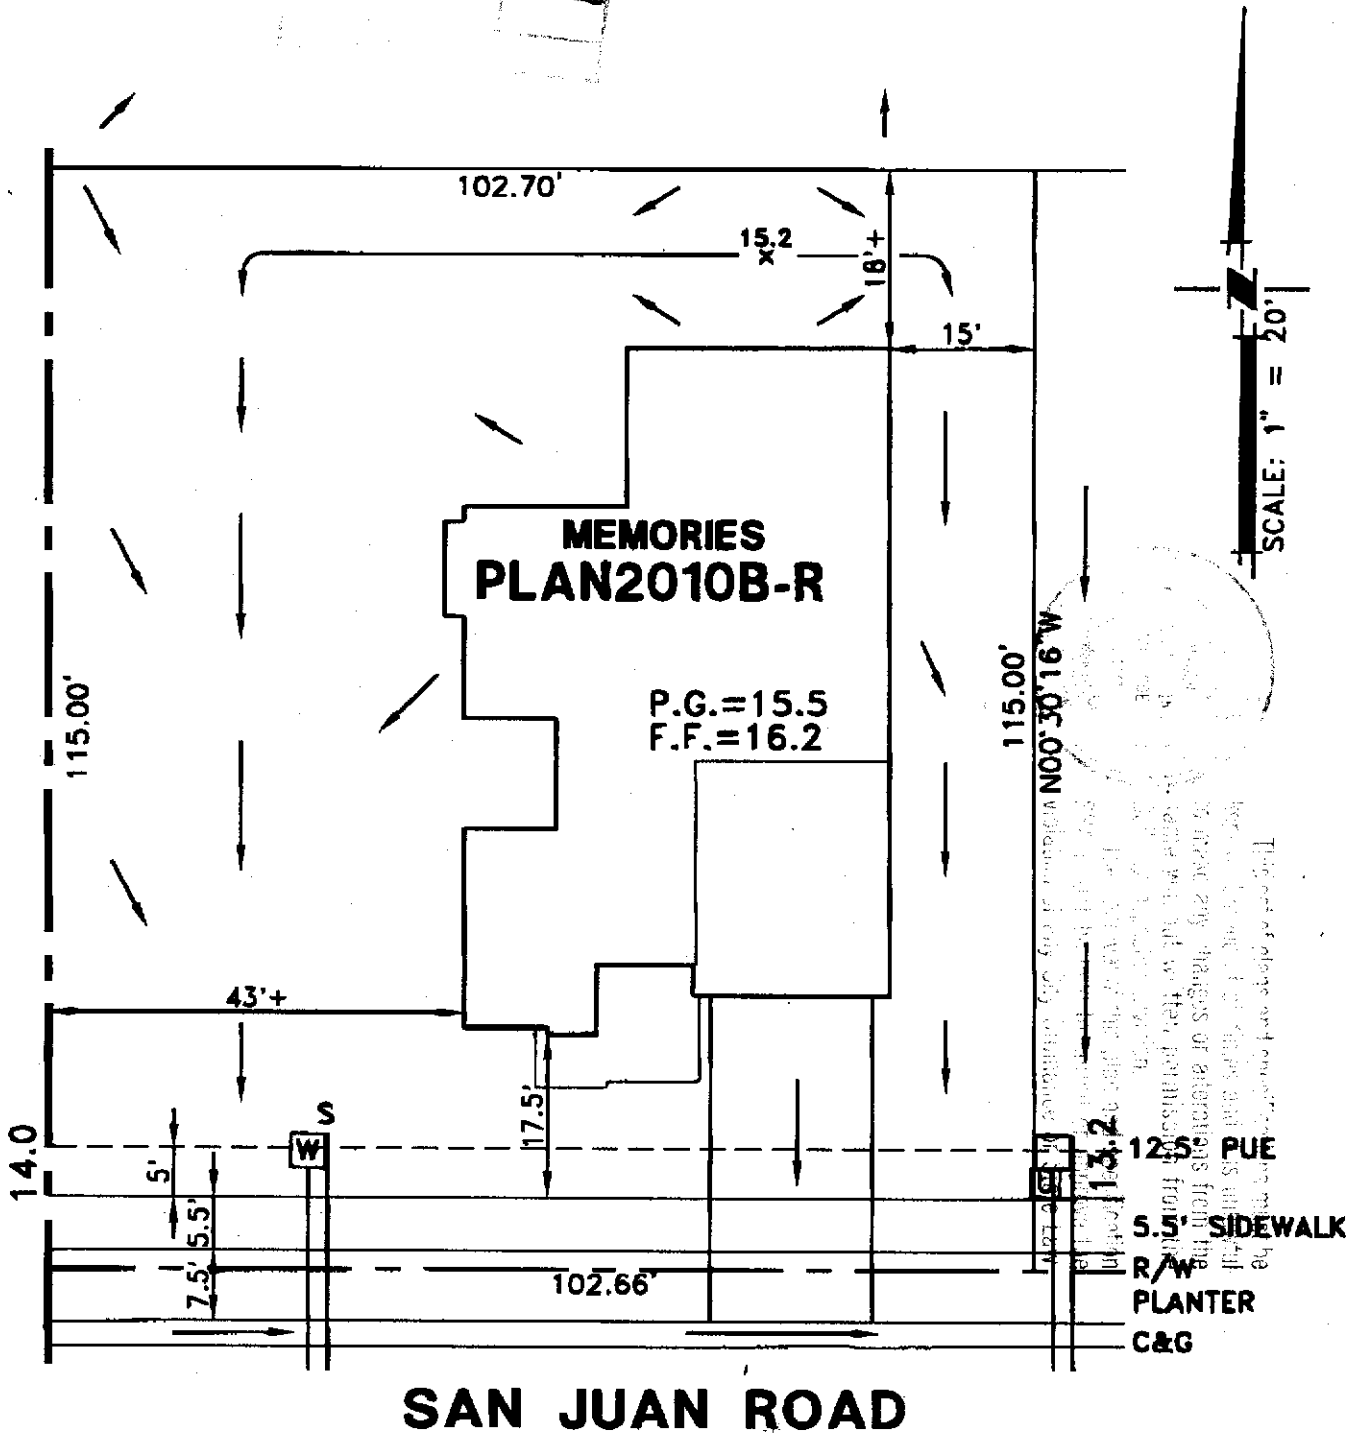 102.70'
15.2
x
18'+
15'
SCALE: 1" = 20'
MEMORIES
PLAN2010B-R
P.G.=15.5
F.F.=16.2
115.00'
115.00'
N00°30'16"W
43'+
17.5'
S
W
14.0
13.2
12.5' PUE
5'
5.5'
5.5' SIDEWALK
R/W
7.5'
102.66'
PLANTER
C&G
SAN JUAN ROAD